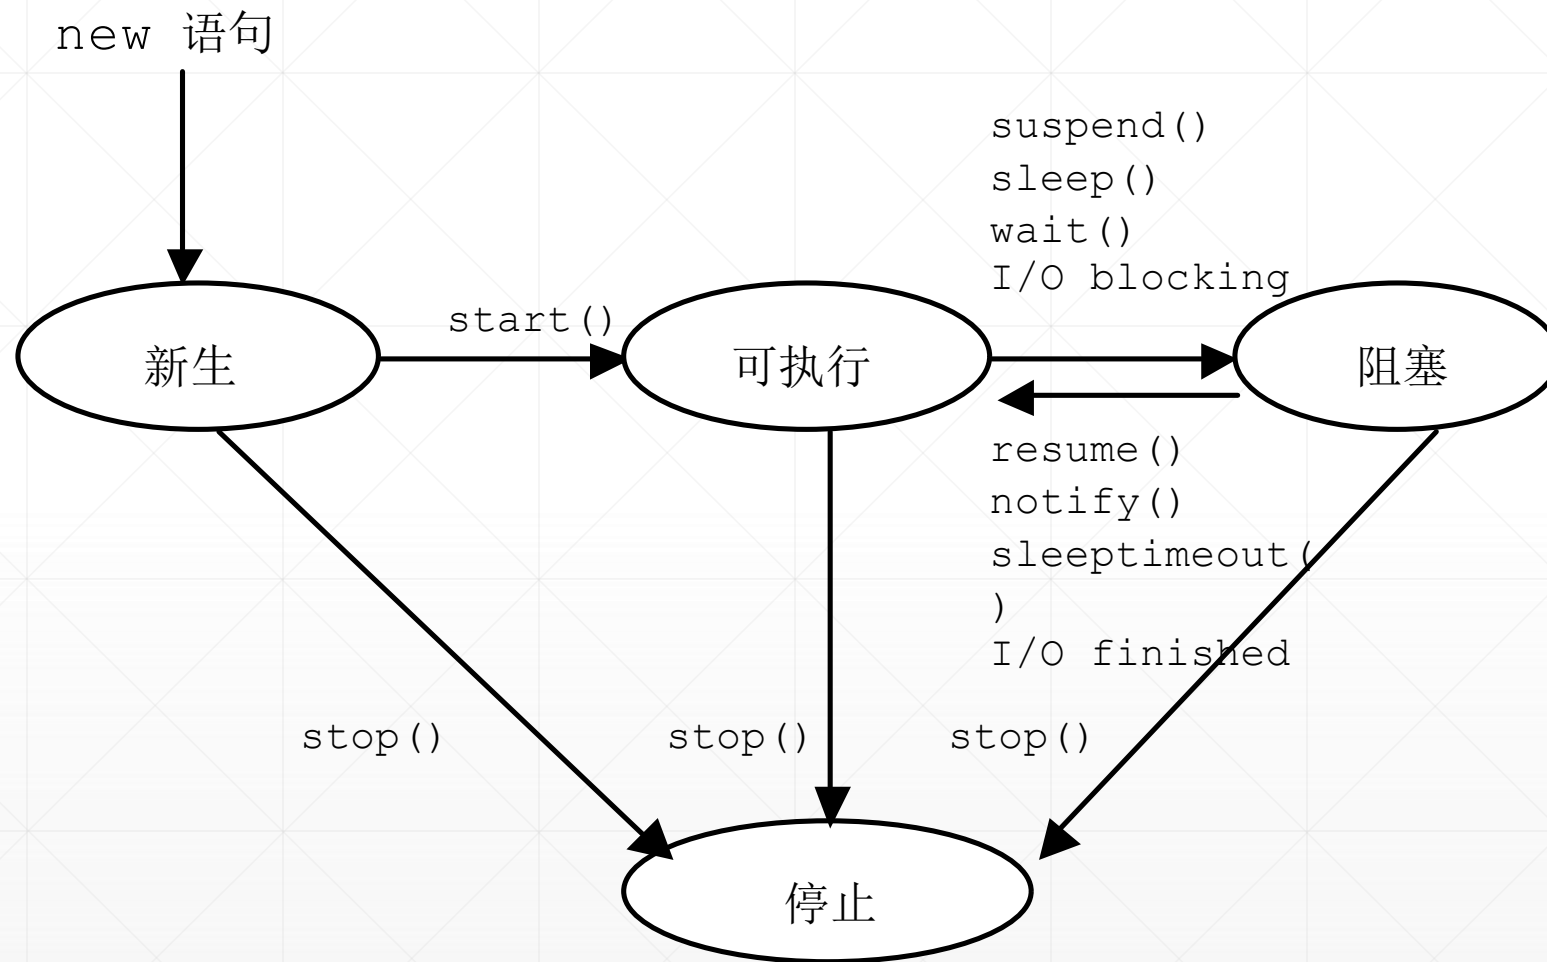 new 语句
suspend()
sleep()
wait()
I/O blocking
start()
新生
可执行
阻塞
resume()
notify()
sleeptimeout(
)
I/O finished
stop()
stop()
stop()
停止